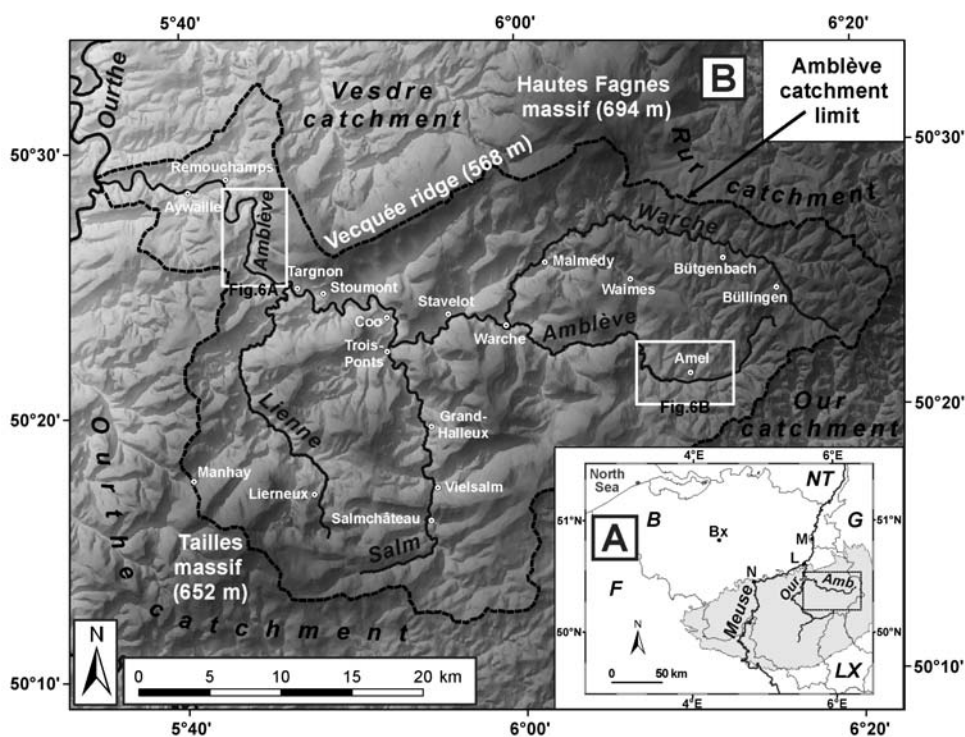 5°40'
6°00'
6°20'
B
Amblève
catchment
limit
Hautes Fagnes
massif (694 m)
Vesdre
catchment
Ourthe
Rur
catchment
50°30'
50°30'
Remouchamps
Vecquée ridge (568 m)
Aywaille
Amblève
Warche
Malmédy
Bütgenbach
Waimes
Büllingen
Targnon
Fig.6A
Stoumont
Stavelot
Coo
Warche
Amblève
Trois-
Ponts
Amel
Fig.6B
50°20'
50°20'
Our
catchment
Lienne
Grand-
Halleux
Ourthe
catchment
Manhay
Lierneux
Vielsalm
Salmchâteau
Salm
Tailles
massif
(652 m)
N
0 5 10 15 20 km
50°10'
50°10'
5°40'
6°00'
6°20'
4°E
6°E
North
Sea
NT
51°N
51°N
B
A
Bx
G
M
L
N
F
Our.
Amb.
Meuse
50°N
50°N
N
LX
0 50 km
4°E
6°E